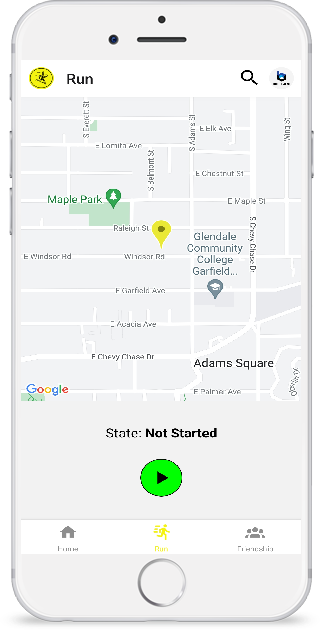 Run
S Everett St
S Adams St
E Elk Ave
E Lomita Ave
S Belmont St
E Chestnut St
Maple Park
E Maple St
Raleigh St
Glendale
Community
College
Garfield...
S Chevy Chase Dr
E Windsor Rd
Windsor Rd
E Garfield Ave
E Acacia Ave
E Chevy Chase Dr
Adams Square
Google
E Palmer Ave
State: Not Started
Home
Run
Friendship